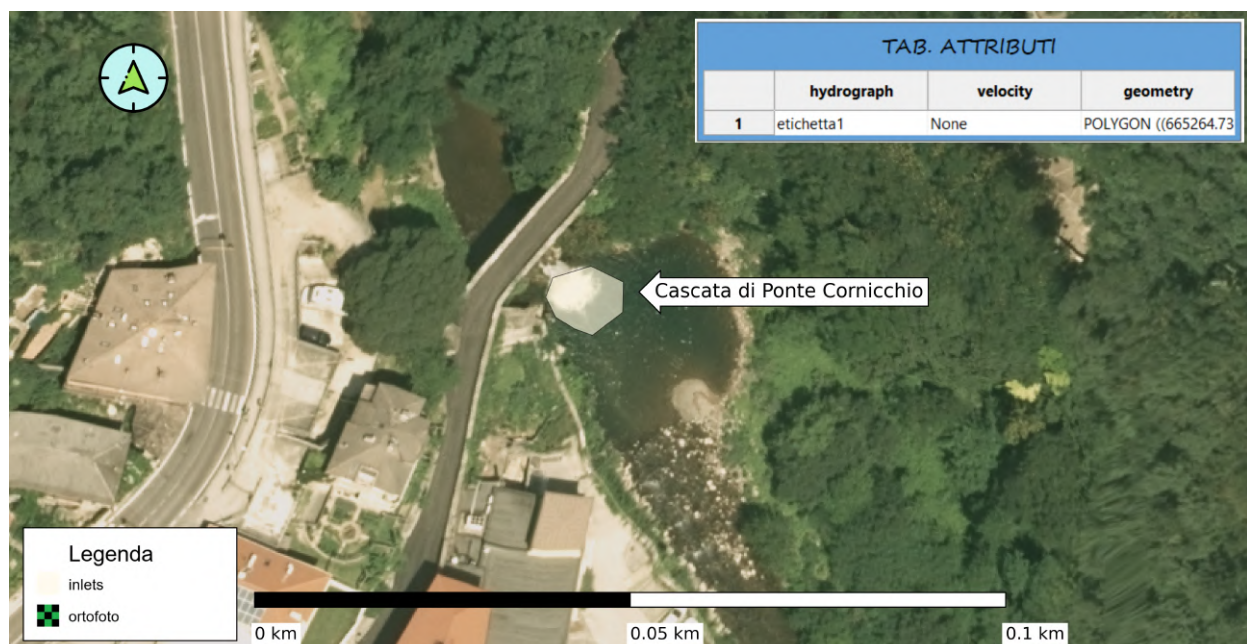 TAB. ATTRIBUTI
hydrograph velocity geometry
1 etichetta1 None POLYGON ((665264.73
Cascata di Ponte Cornicchio
Legenda
inlets
ortofoto
0 km 0.05 km 0.1 km